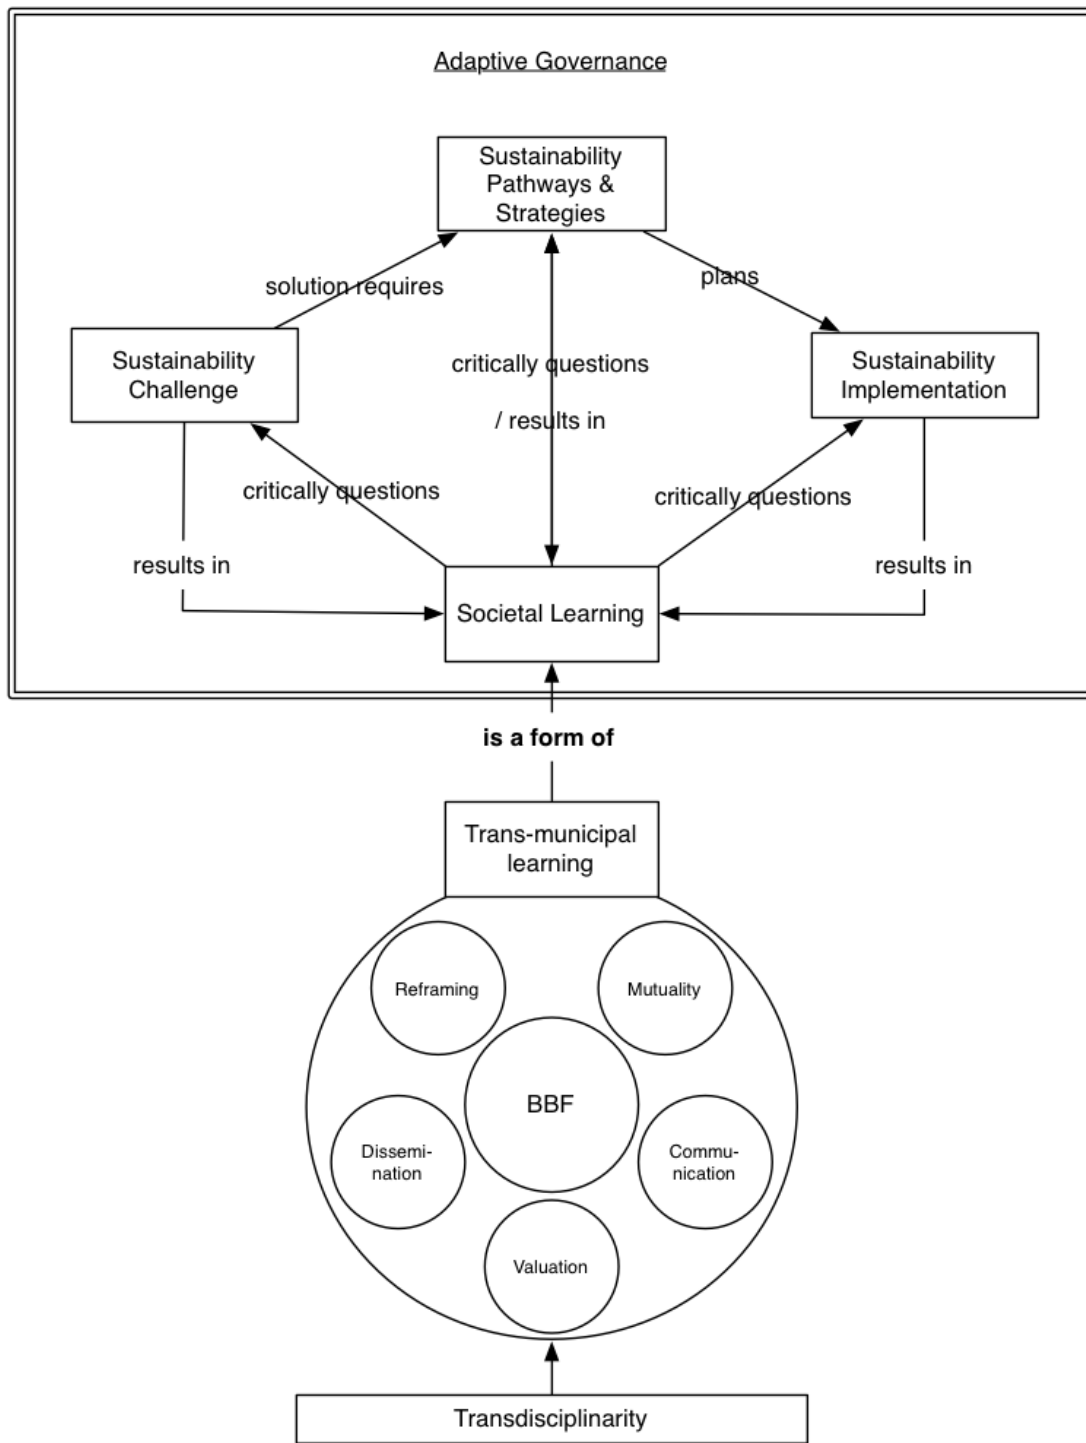 Adaptive Governance
Sustainability
Pathways &
Strategies
solution requires
plans
Sustainability
Challenge
critically questions
/ results in
Sustainability
Implementation
critically questions
critically questions
results in
results in
Societal Learning
is a form of
Trans-municipal
learning
Reframing
Mutuality
BBF
Dissemi-
nation
Commu-
nication
Valuation
Transdisciplinarity